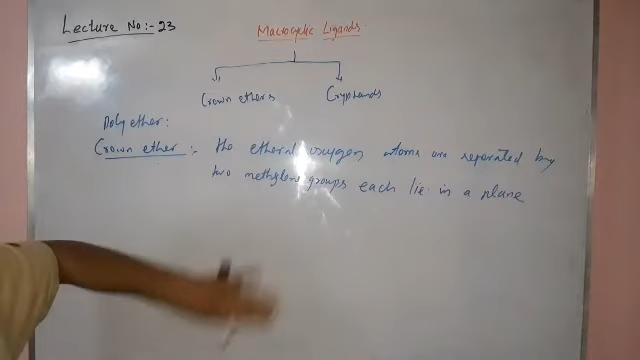 Lecture No:- 23
Macrocyclic Ligands
Crown ethers
Cryptands
Poly ether:
Crown ether :- the etheral oxygen atoms are separated by
two methylene groups each lie in a plane